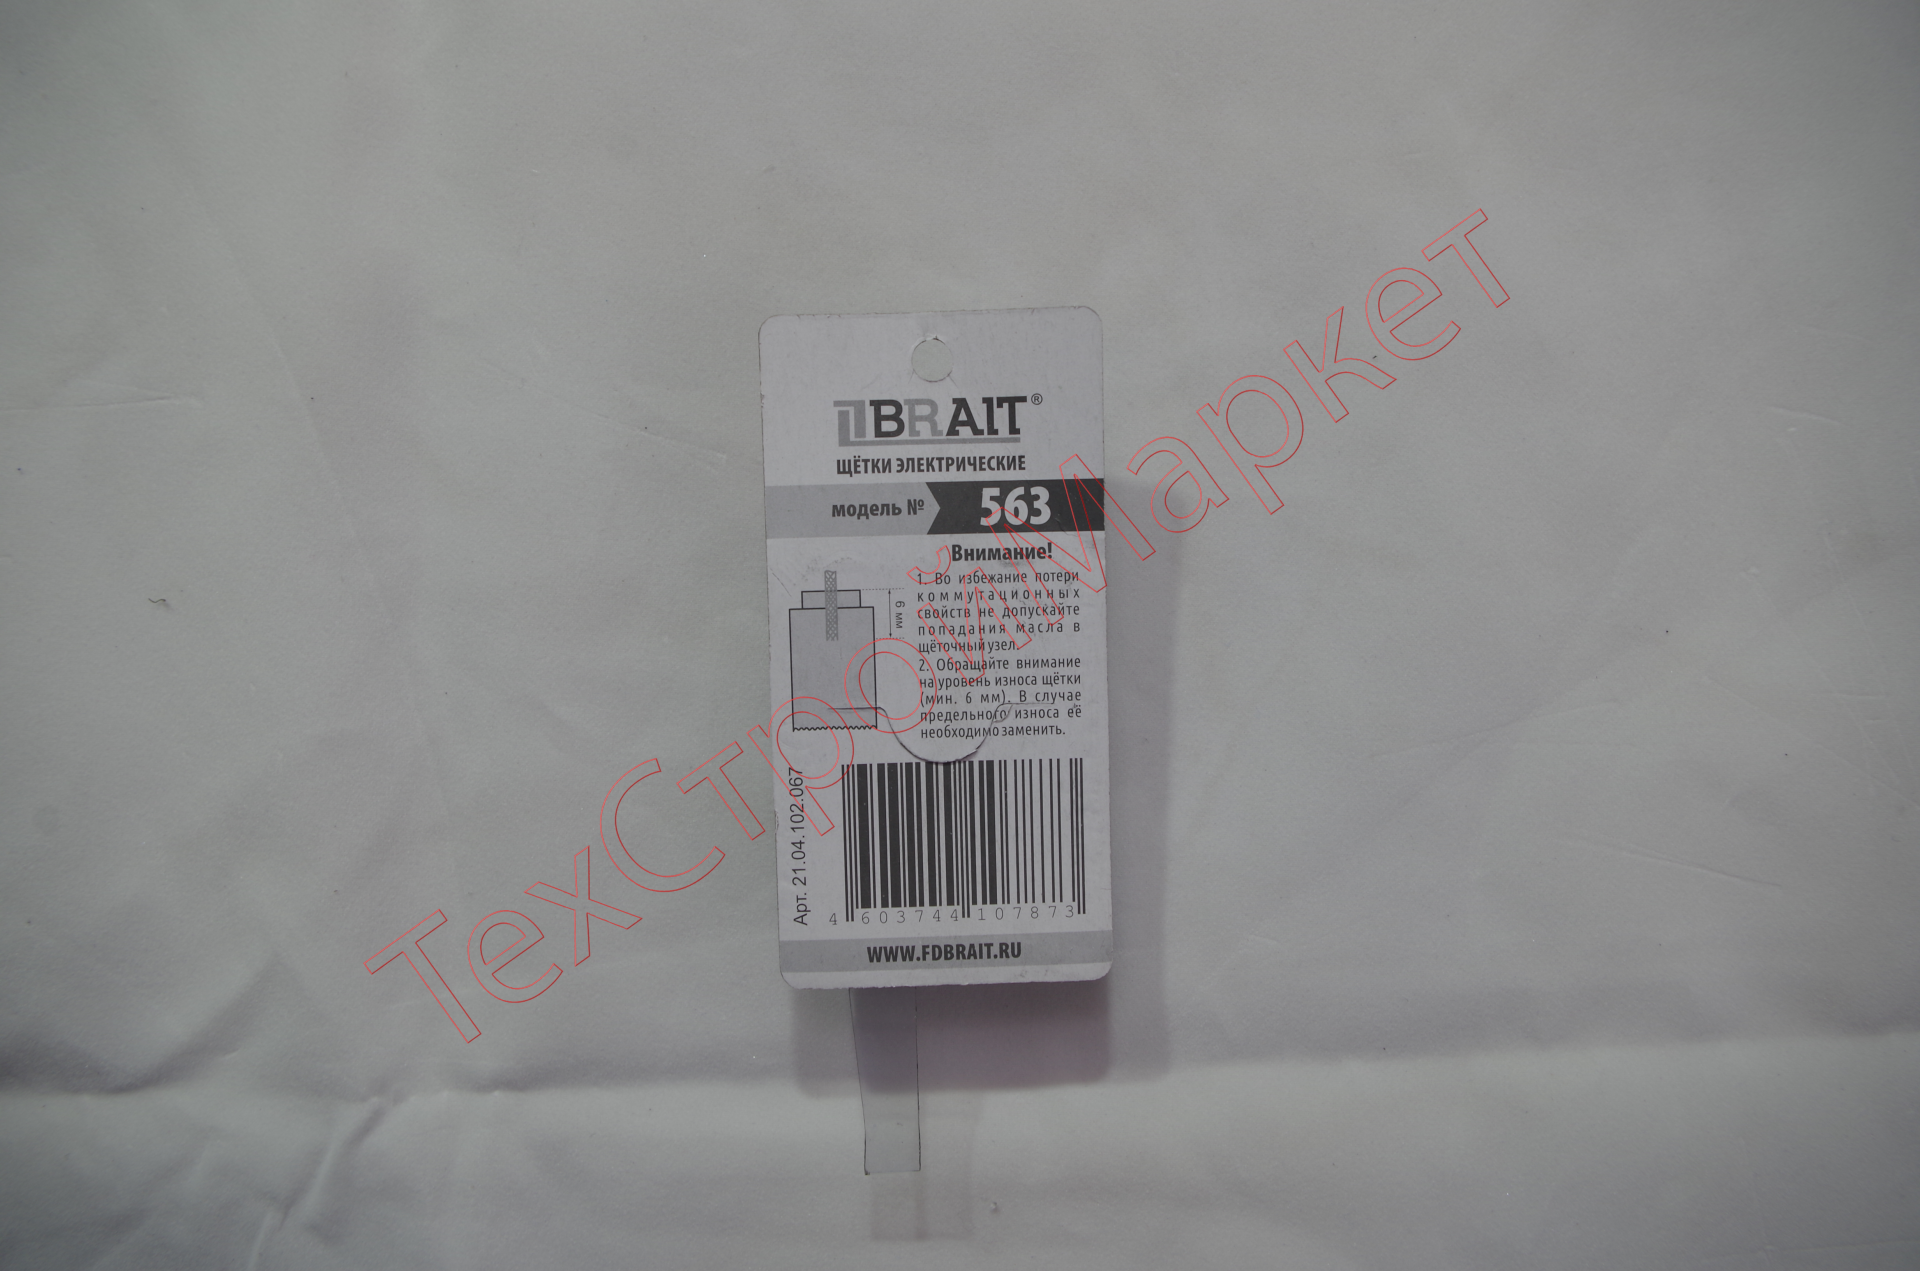 BRAIT®
ЩЁТКИ ЭЛЕКТРИЧЕСКИЕ
модель № 563
Внимание!
1. Во избежание потери
коммутационных
свойств не допускайте
попадания масла в
щёточный узел.
2. Обращайте внимание
на уровень износа щётки
(мин. 6 мм). В случае
предельного износа её
необходимо заменить.
6 мм
Арт. 21.04.102.067
4 603744 107873
WWW.FDBRAIT.RU
ТехСтройМаркет